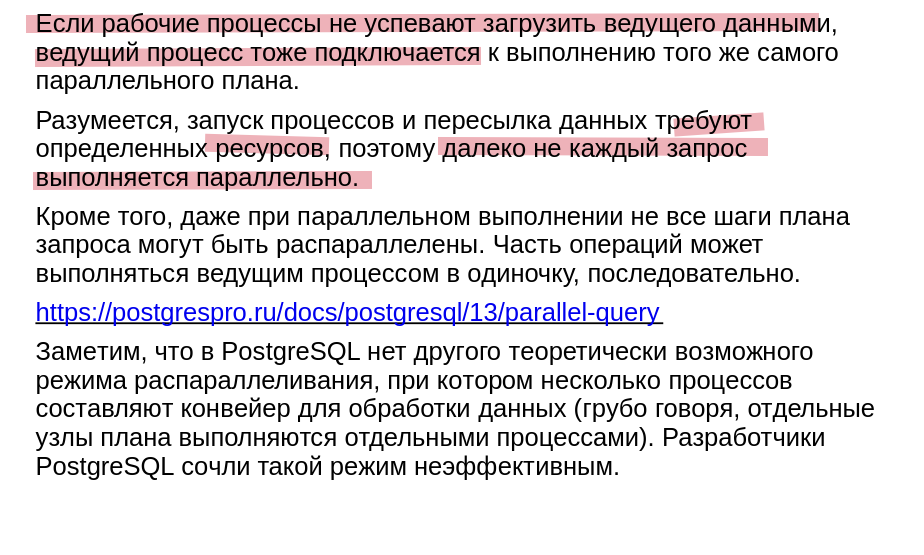 Если рабочие процессы не успевают загрузить ведущего данными,
ведущий процесс тоже подключается к выполнению того же самого
параллельного плана.
Разумеется, запуск процессов и пересылка данных требуют
определенных ресурсов, поэтому далеко не каждый запрос
выполняется параллельно.
Кроме того, даже при параллельном выполнении не все шаги плана
запроса могут быть распараллелены. Часть операций может
выполняться ведущим процессом в одиночку, последовательно.
https://postgrespro.ru/docs/postgresql/13/parallel-query
Заметим, что в PostgreSQL нет другого теоретически возможного
режима распараллеливания, при котором несколько процессов
составляют конвейер для обработки данных (грубо говоря, отдельные
узлы плана выполняются отдельными процессами). Разработчики
PostgreSQL сочли такой режим неэффективным.